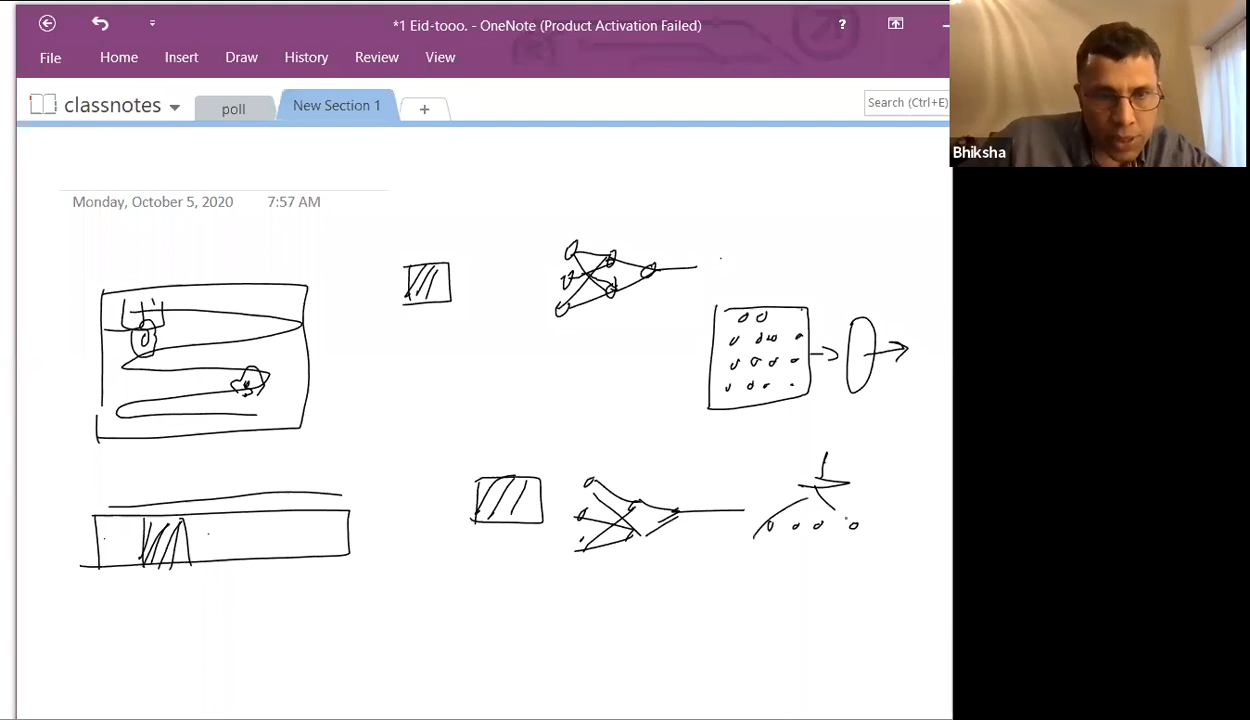 *1 Eid-tooo. - OneNote (Product Activation Failed)
?
File Home Insert Draw History Review View
classnotes poll New Section 1 +
Search (Ctrl+E)
Bhiksha
Monday, October 5, 2020 7:57 AM